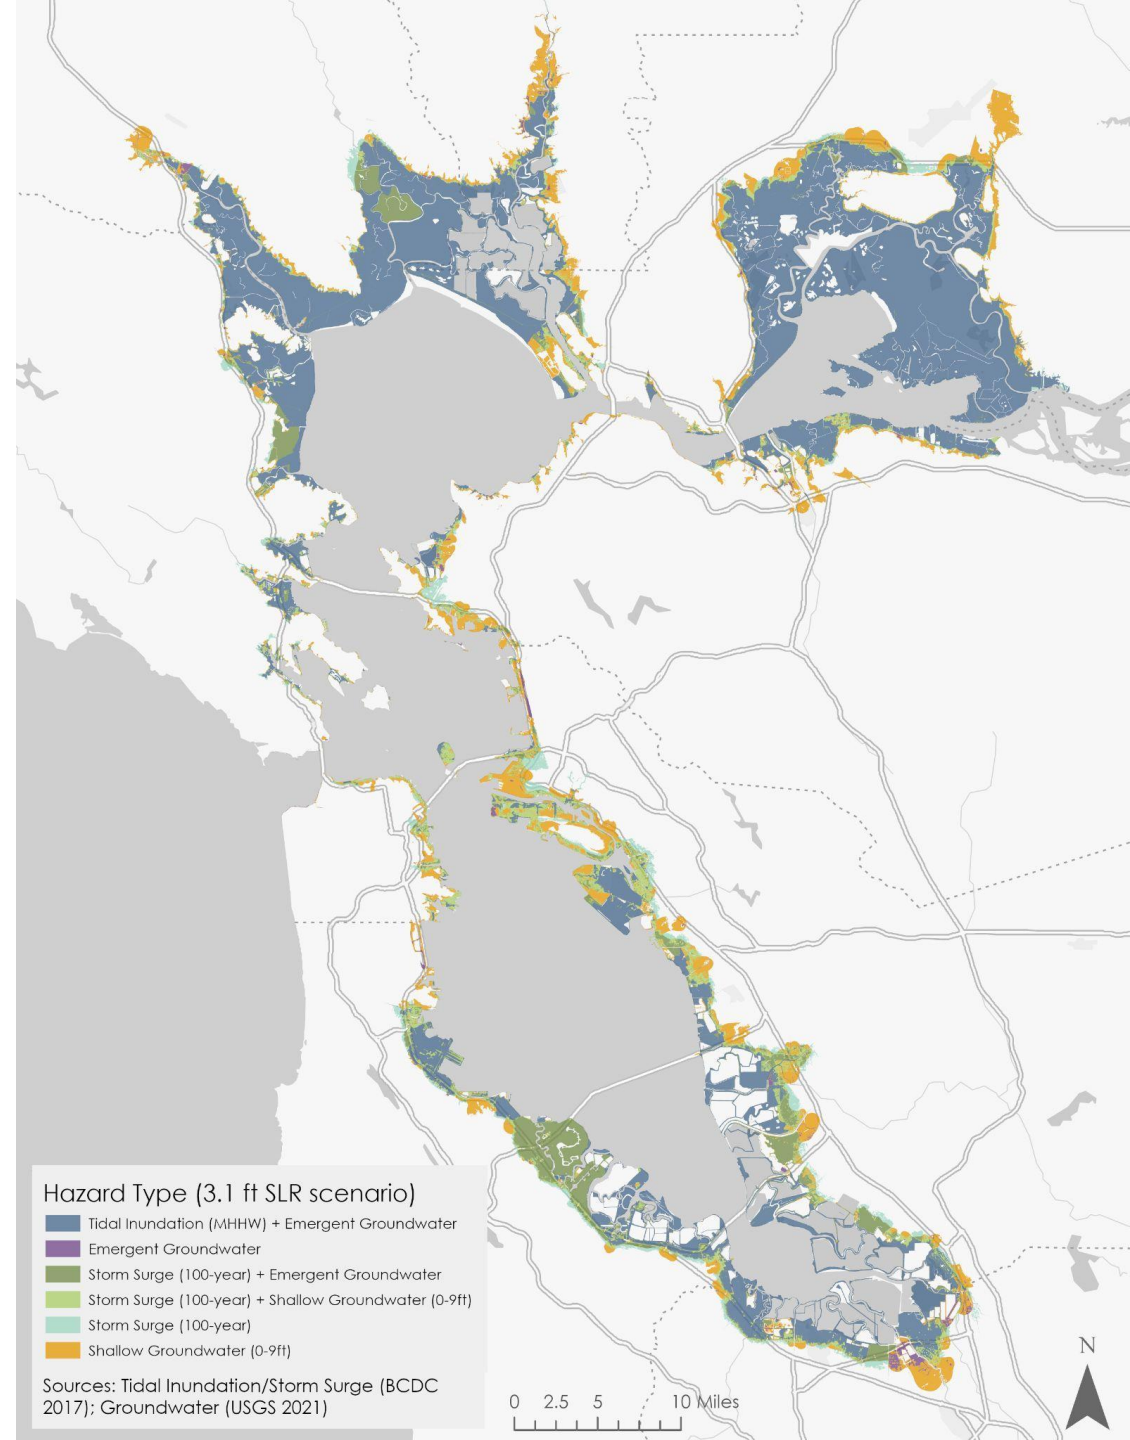 Hazard Type (3.1 ft SLR scenario)
Tidal Inundation (MHHW) + Emergent Groundwater
Emergent Groundwater
Storm Surge (100-year) + Emergent Groundwater
Storm Surge (100-year) + Shallow Groundwater (0-9ft)
Storm Surge (100-year)
Shallow Groundwater (0-9ft)
Sources: Tidal Inundation/Storm Surge (BCDC
2017); Groundwater (USGS 2021)
0 2.5 5 10 Miles
N